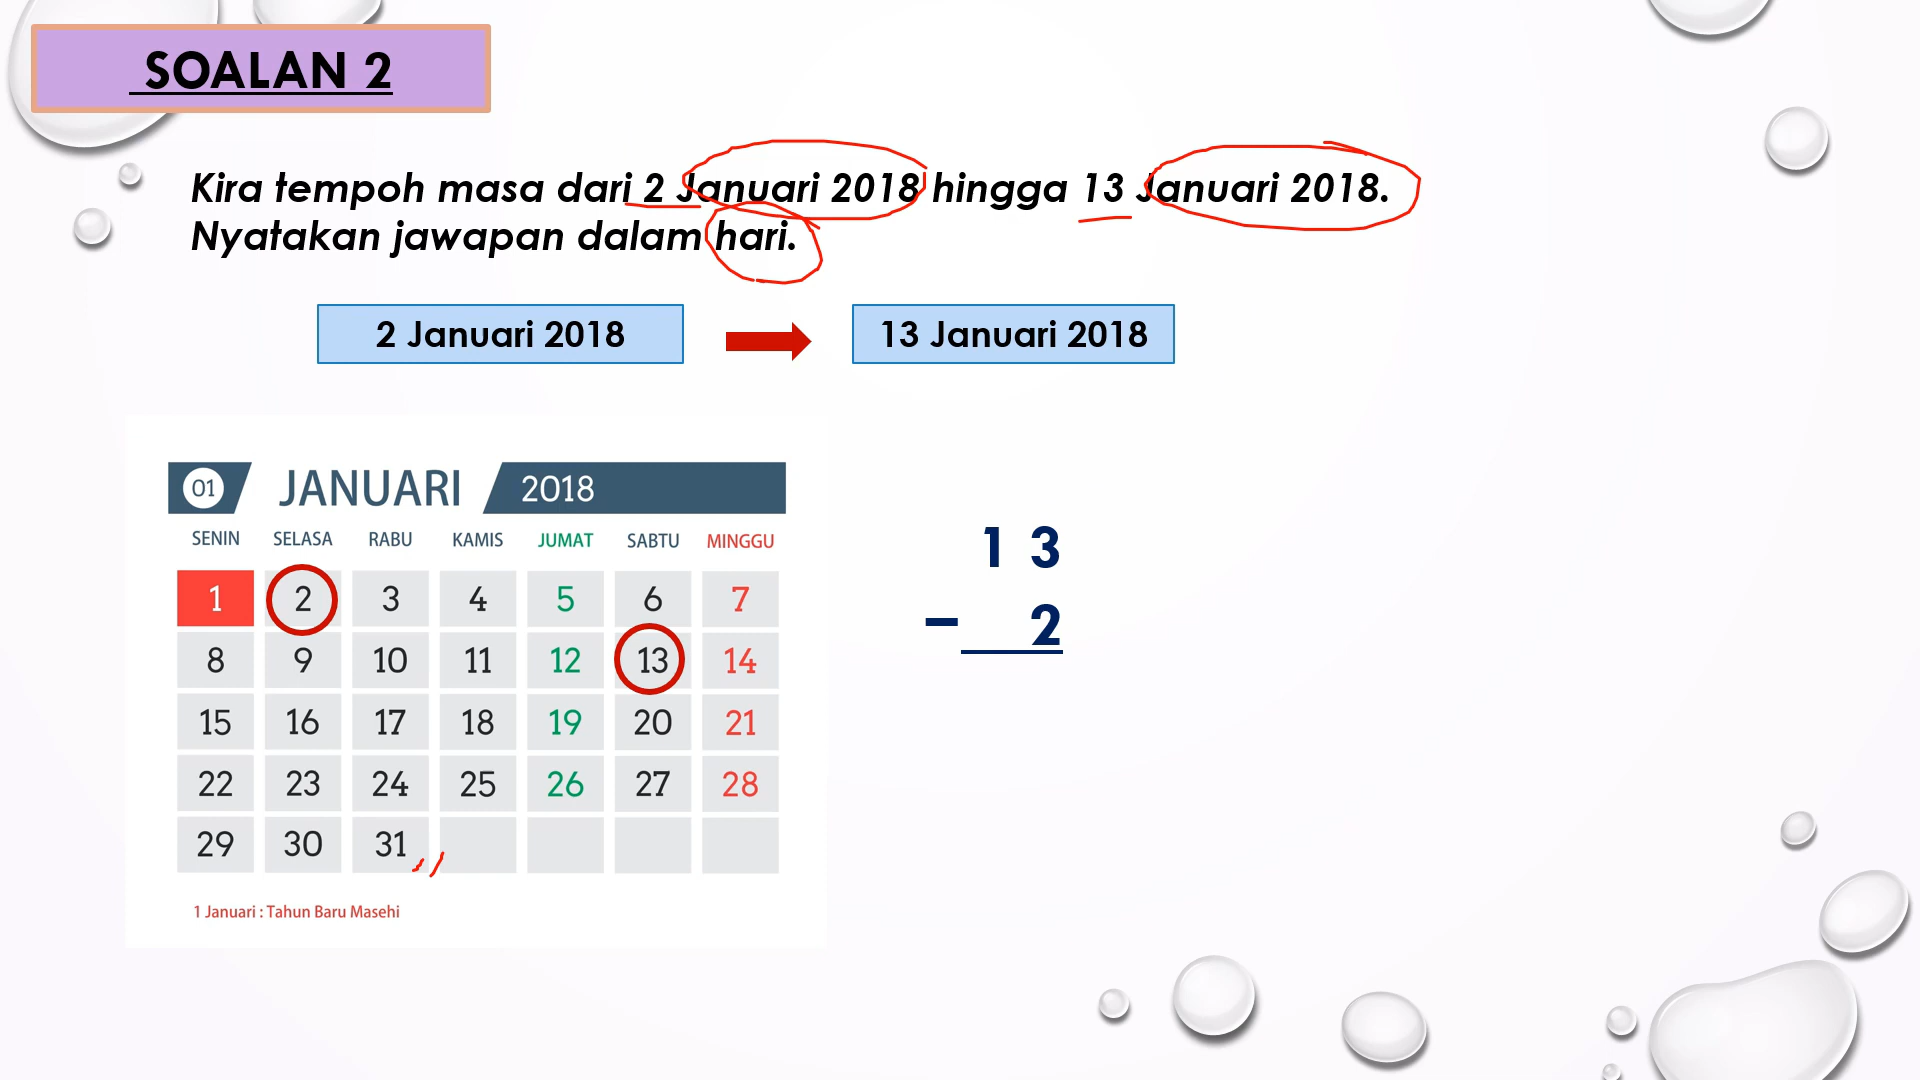 SOALAN 2
Kira tempoh masa dari 2 Januari 2018 hingga 13 Januari 2018.
Nyatakan jawapan dalam hari.
2 Januari 2018
13 Januari 2018
01 JANUARI 2018
SENIN SELASA RABU KAMIS JUMAT SABTU MINGGU
1 2 3 4 5 6 7
8 9 10 11 12 13 14
15 16 17 18 19 20 21
22 23 24 25 26 27 28
29 30 31
1 Januari : Tahun Baru Masehi
1 3
– 2